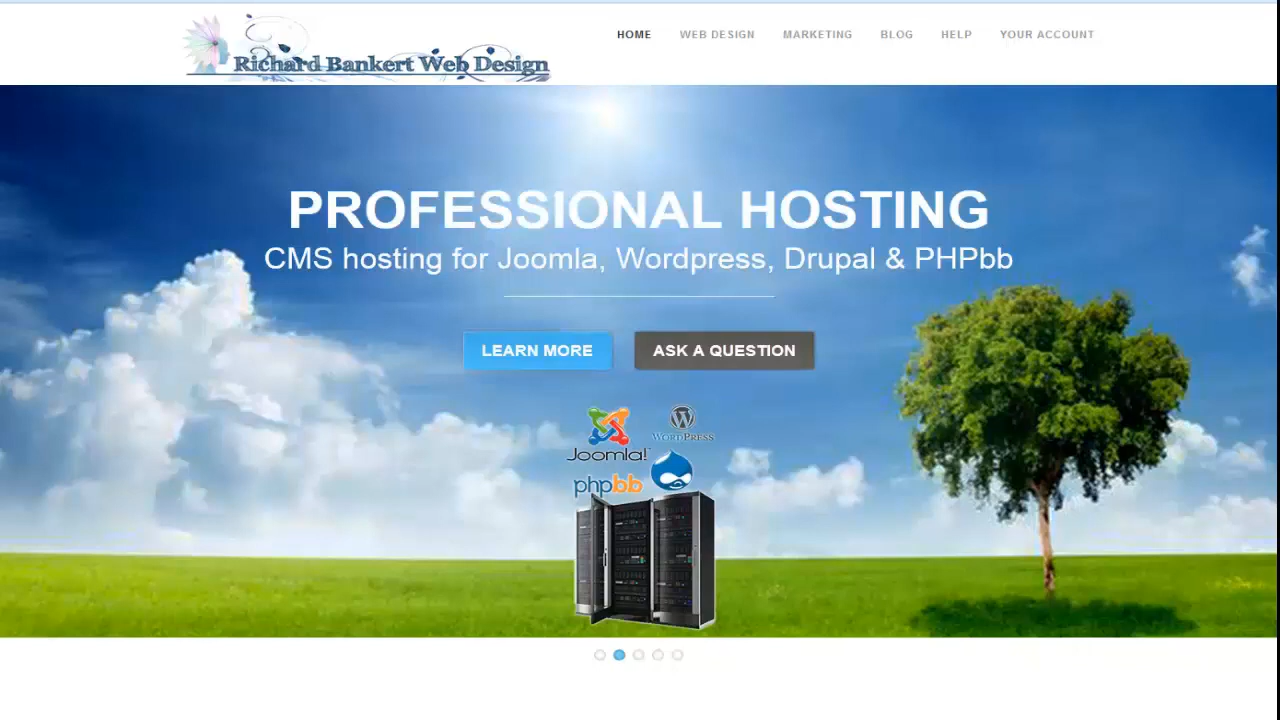 Richard Bankert Web Design
HOME WEB DESIGN MARKETING BLOG HELP YOUR ACCOUNT
PROFESSIONAL HOSTING
CMS hosting for Joomla, Wordpress, Drupal & PHPbb
LEARN MORE ASK A QUESTION
WORDPRESS
Joomla!
phpbb